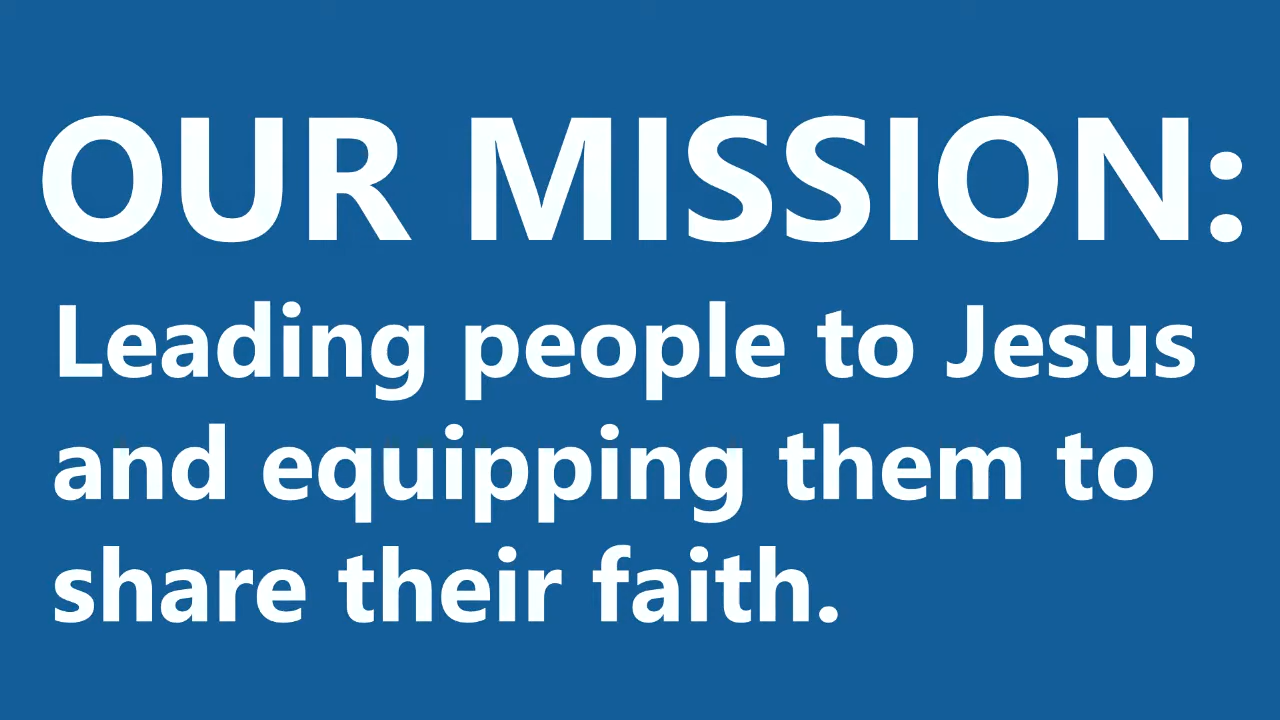 OUR MISSION:
Leading people to Jesus
and equipping them to
share their faith.